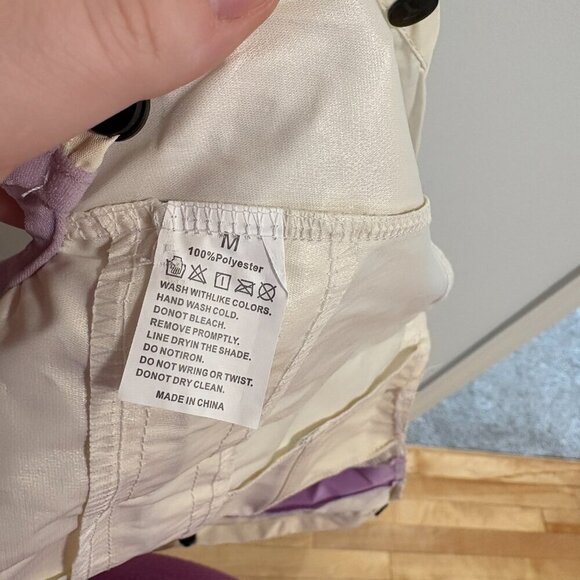 M
100%Polyester
WASH WITHLIKE COLORS.
HAND WASH COLD.
DONOT BLEACH.
REMOVE PROMPTLY.
LINE DRYIN THE SHADE.
DO NOTIRON.
DO NOT WRING OR TWIST.
DONOT DRY CLEAN.
MADE IN CHINA